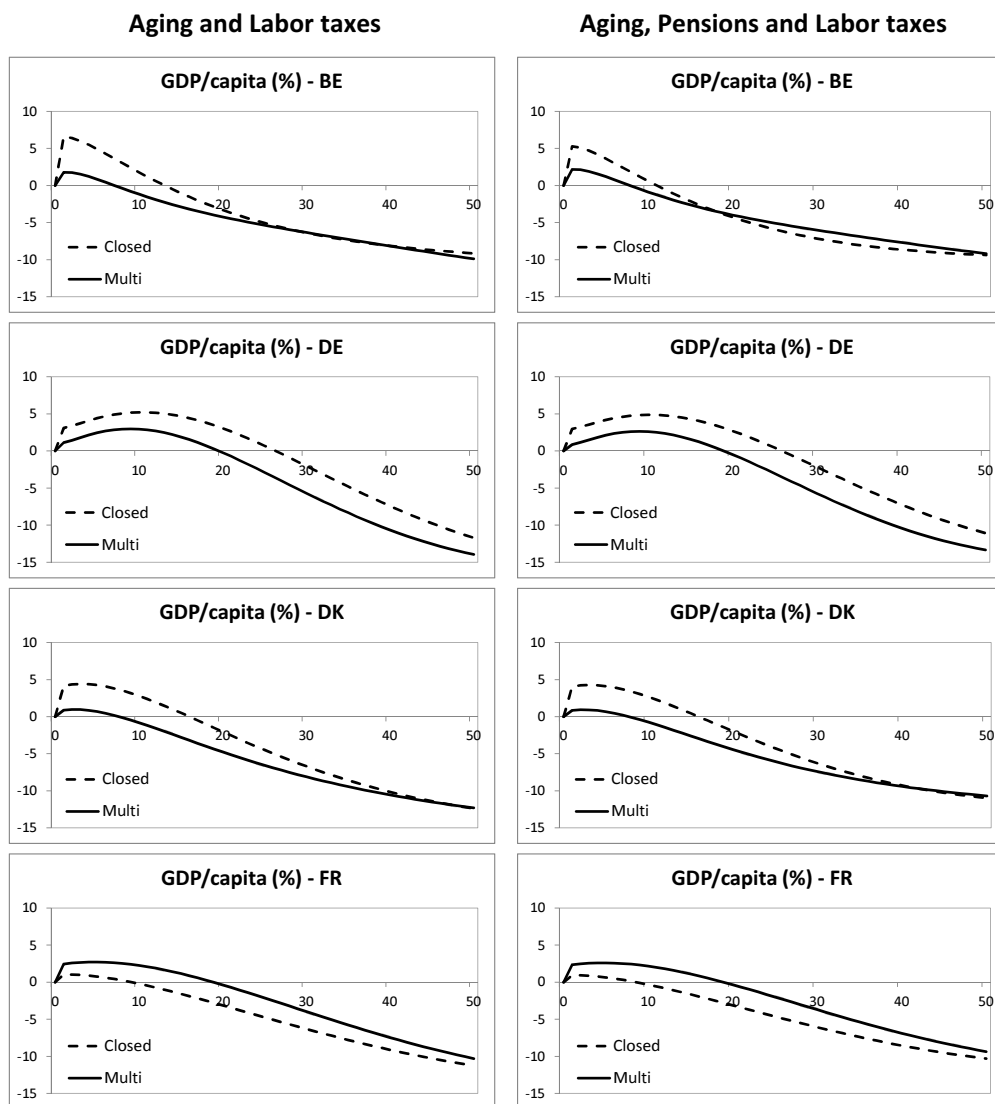 Aging and Labor taxes
Aging, Pensions and Labor taxes
GDP/capita (%) - BE
10
5
0
-5
-10
-15
0 10 20 30 40 50
Closed
Multi
GDP/capita (%) - BE
10
5
0
-5
-10
-15
0 10 20 30 40 50
Closed
Multi
GDP/capita (%) - DE
10
5
0
-5
-10
-15
0 10 20 30 40 50
Closed
Multi
GDP/capita (%) - DE
10
5
0
-5
-10
-15
0 10 20 30 40 50
Closed
Multi
GDP/capita (%) - DK
10
5
0
-5
-10
-15
0 10 20 30 40 50
Closed
Multi
GDP/capita (%) - DK
10
5
0
-5
-10
-15
0 10 20 30 40 50
Closed
Multi
GDP/capita (%) - FR
10
5
0
-5
-10
-15
0 10 20 30 40 50
Closed
Multi
GDP/capita (%) - FR
10
5
0
-5
-10
-15
0 10 20 30 40 50
Closed
Multi